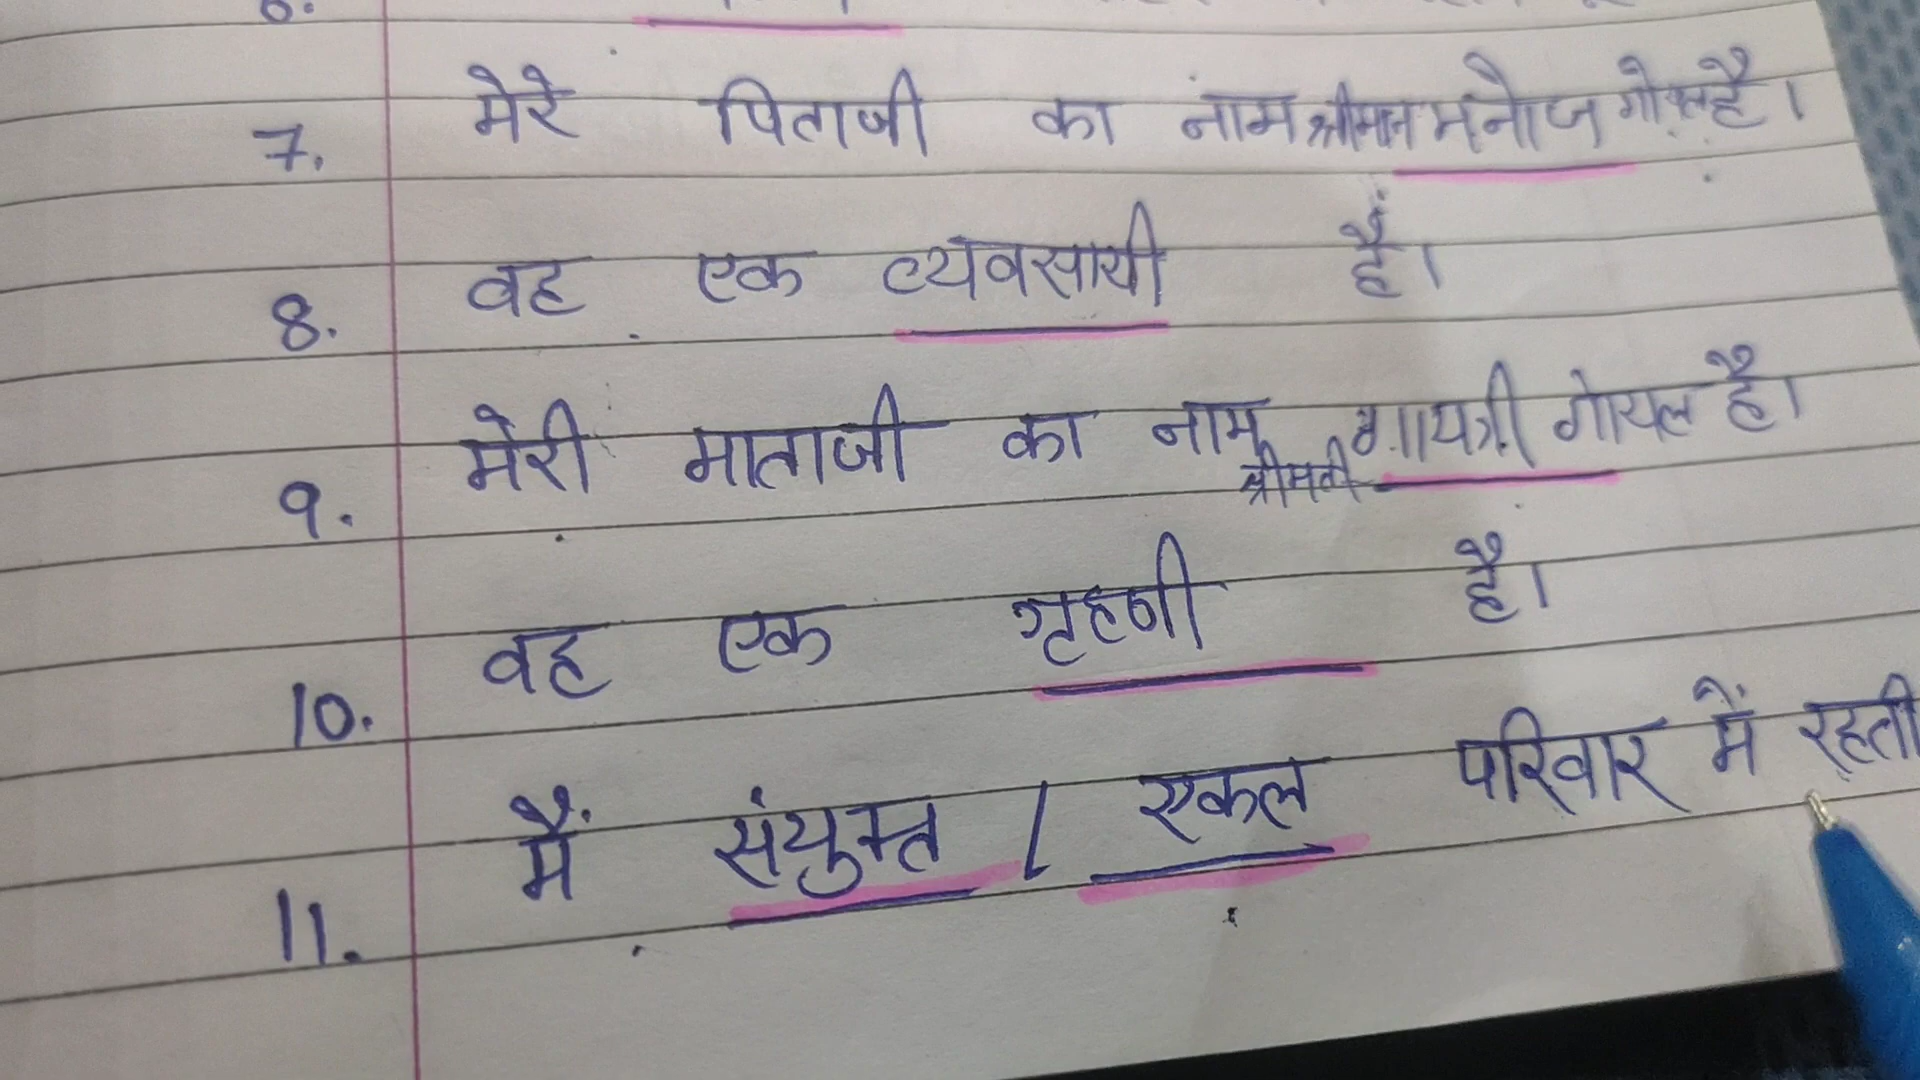 6.
7. मेरे पिताजी का नाम श्रीमान मनोज गोयल है।
8. वह एक व्यवसायी हैं।
9. मेरी माताजी का नाम श्रीमती गायत्री गोयल है।
10. वह एक गृहणी है।
11. मैं संयुक्त / एकल परिवार में रहती